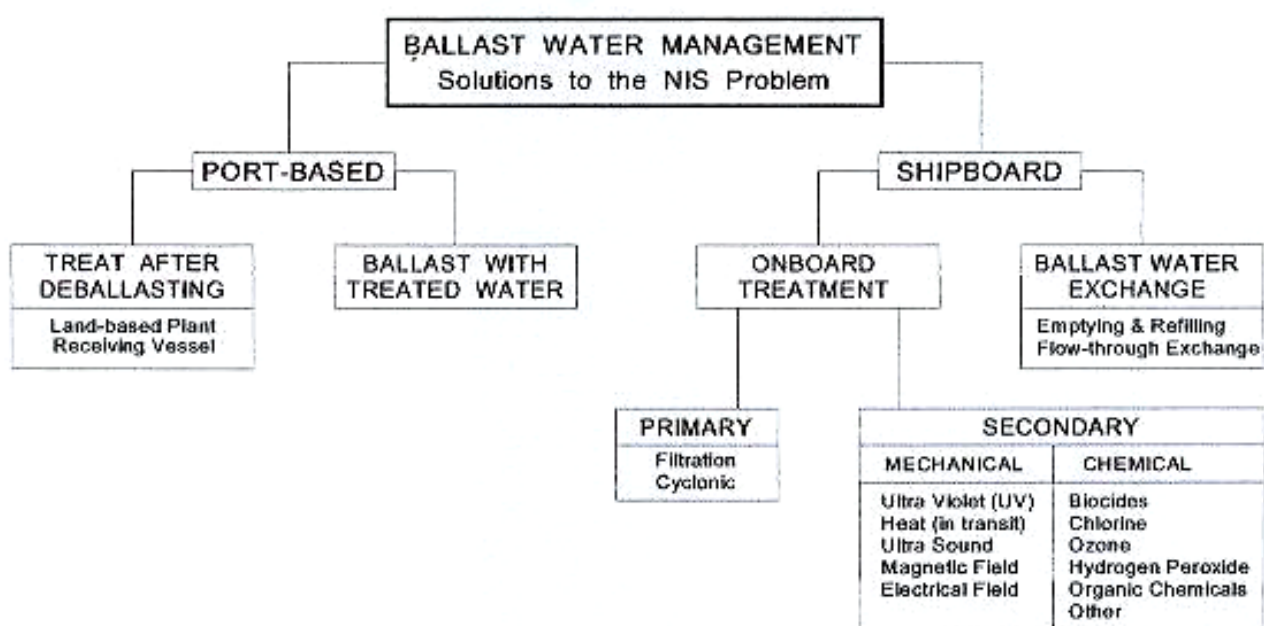 BALLAST WATER MANAGEMENT
Solutions to the NIS Problem
PORT-BASED
SHIPBOARD
TREAT AFTER
DEBALLASTING
Land-based Plant
Receiving Vessel
BALLAST WITH
TREATED WATER
ONBOARD
TREATMENT
BALLAST WATER
EXCHANGE
Emptying & Refilling
Flow-through Exchange
PRIMARY
Filtration
Cyclonic
SECONDARY
MECHANICAL
Ultra Violet (UV)
Heat (in transit)
Ultra Sound
Magnetic Field
Electrical Field
CHEMICAL
Biocides
Chlorine
Ozone
Hydrogen Peroxide
Organic Chemicals
Other